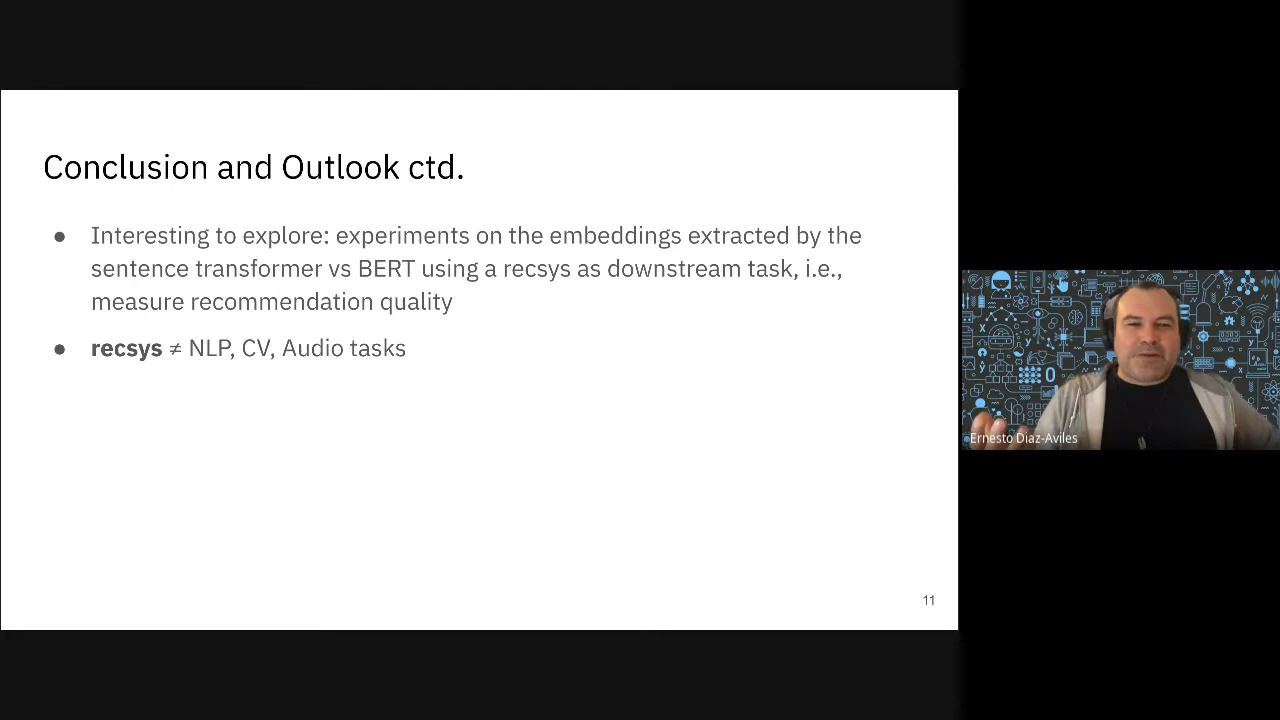 Conclusion and Outlook ctd.
● Interesting to explore: experiments on the embeddings extracted by the
sentence transformer vs BERT using a recsys as downstream task, i.e.,
measure recommendation quality
● recsys ≠ NLP, CV, Audio tasks
11
Ernesto Diaz-Aviles